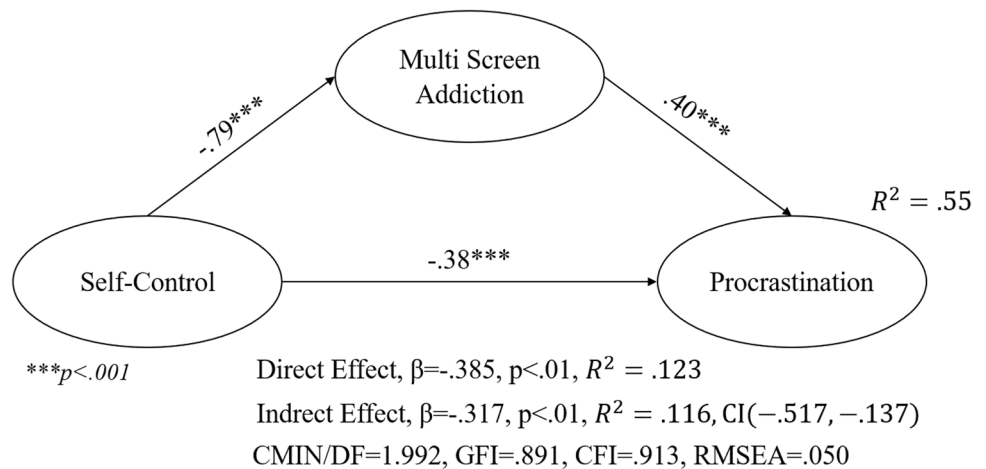 Multi Screen
Addiction
-.79***
.40***
R² = .55
-.38***
Self-Control
Procrastination
***p<.001
Direct Effect, β=-.385, p<.01, R² = .123
Indrect Effect, β=-.317, p<.01, R² = .116, CI(−.517, −.137)
CMIN/DF=1.992, GFI=.891, CFI=.913, RMSEA=.050